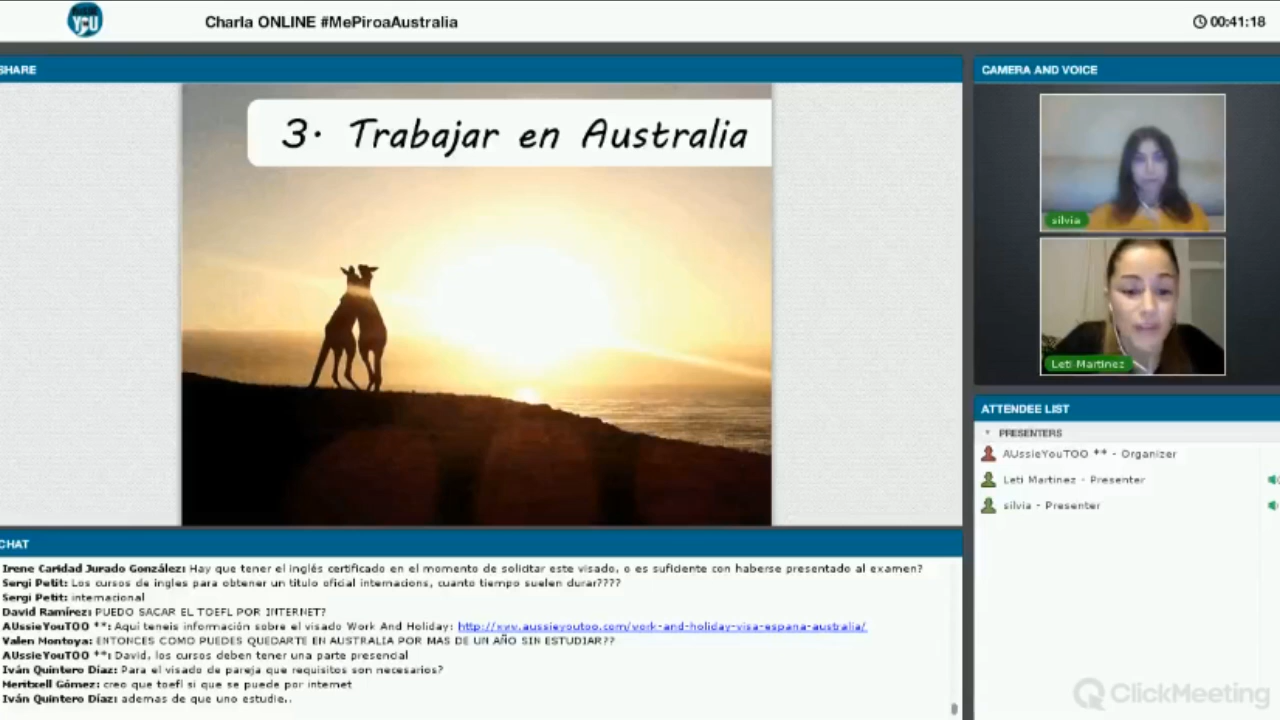 YOU
Charla ONLINE #MePiroaAustralia
00:41:18
SHARE
3. Trabajar en Australia
CAMERA AND VOICE
silvia
Leti Martinez
ATTENDEE LIST
PRESENTERS
AUssieYouTOO ** - Organizer
Leti Martinez - Presenter
silvia - Presenter
CHAT
Irene Caridad Jurado González: Hay que tener el inglés certificado en el momento de solicitar este visado, o es suficiente con haberse presentado al examen?
Sergi Petit: Los cursos de ingles para obtener un titulo oficial internacions, cuanto tiempo suelen durar????
Sergi Petit: internacional
David Ramírez: PUEDO SACAR EL TOEFL POR INTERNET?
AUssieYouTOO **: Aqui teneis información sobre el visado Work And Holiday: http://www.aussieyoutoo.com/work-and-holiday-visa-espana-australia/
Valen Montoya: ENTONCES COMO PUEDES QUEDARTE EN AUSTRALIA POR MAS DE UN AÑO SIN ESTUDIAR??
AUssieYouTOO **: David, los cursos deben tener una parte presencial
Iván Quintero Díaz: Para el visado de pareja que requisitos son necesarios?
Meritxell Gómez: creo que toefl si que se puede por internet
Iván Quintero Díaz: ademas de que uno estudie..
ClickMeeting